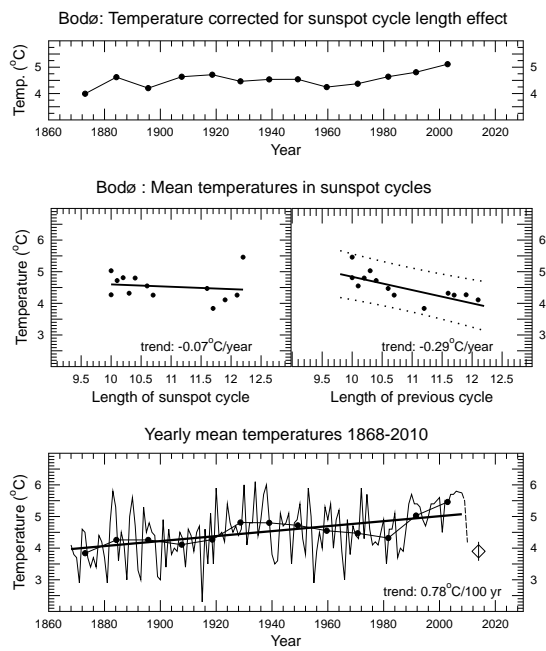 Bodø: Temperature corrected for sunspot cycle length effect
Temp. (°C)
5
4
5
4
1860 1880 1900 1920 1940 1960 1980 2000 2020
Year
Bodø : Mean temperatures in sunspot cycles
Temperature (°C)
6
5
4
3
6
5
4
3
trend: -0.07°C/year
trend: -0.29°C/year
9.5 10 10.5 11 11.5 12 12.5
9.5 10 10.5 11 11.5 12 12.5
Length of sunspot cycle
Length of previous cycle
Yearly mean temperatures 1868-2010
Temperature (°C)
6
5
4
3
6
5
4
3
trend: 0.78°C/100 yr
1860 1880 1900 1920 1940 1960 1980 2000 2020
Year